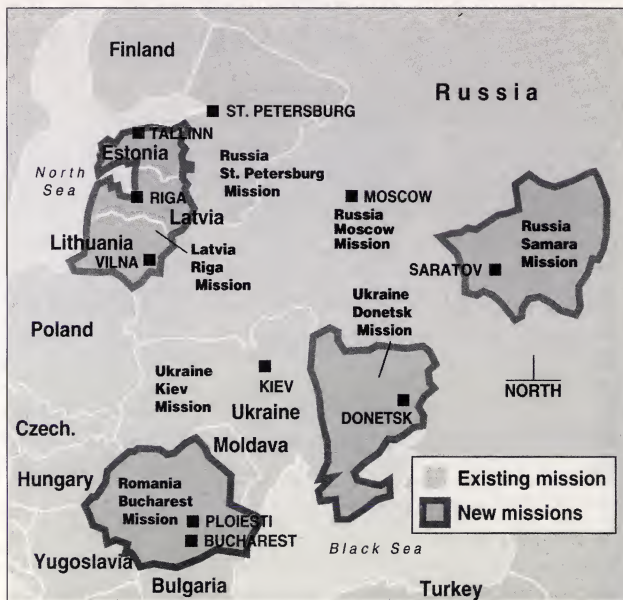 Finland
Russia
ST. PETERSBURG
TALLINN
Estonia
North
Sea
Russia
St. Petersburg
Mission
RIGA
Latvia
MOSCOW
Russia
Moscow
Mission
Russia
Samara
Mission
SARATOV
Lithuania
VILNA
Latvia
Riga
Mission
Ukraine
Donetsk
Mission
Poland
Ukraine
Kiev
Mission
KIEV
Ukraine
NORTH
DONETSK
Czech.
Moldava
Hungary
Romania
Bucharest
Mission
PLOIESTI
BUCHAREST
Existing mission
New missions
Yugoslavia
Black Sea
Bulgaria
Turkey